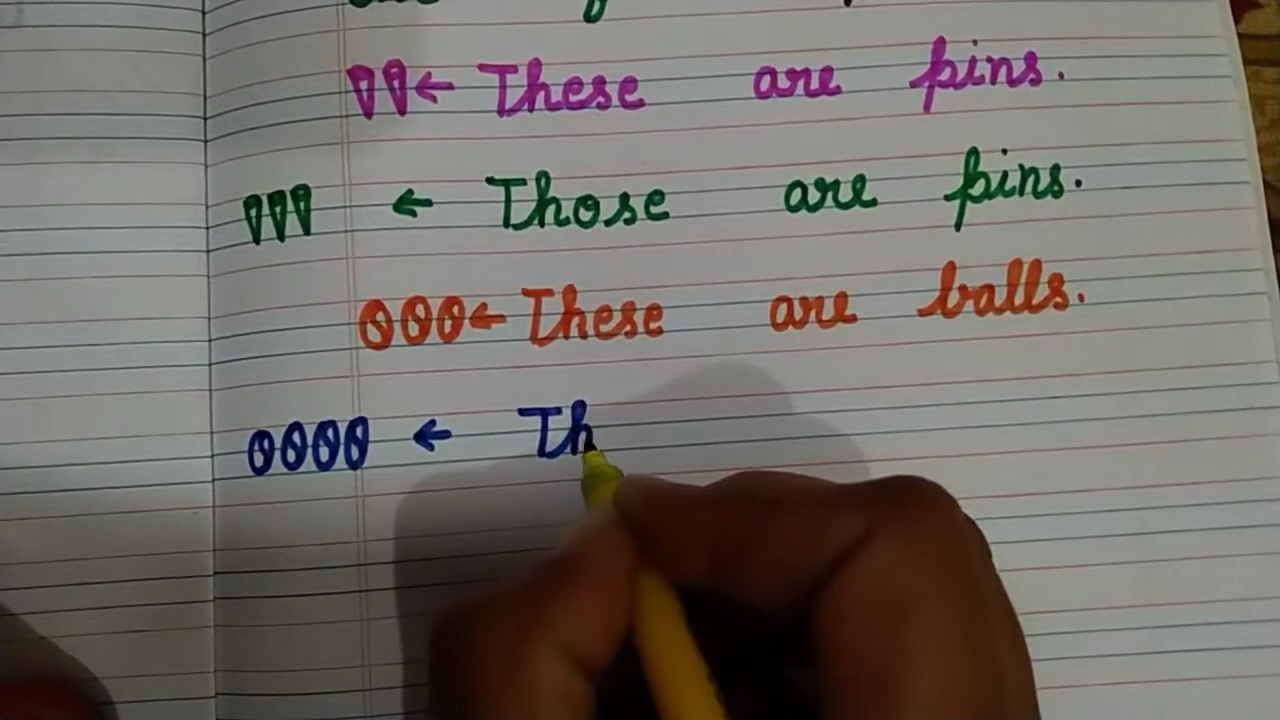 These are pins.
Those are pins.
These are balls.
Th